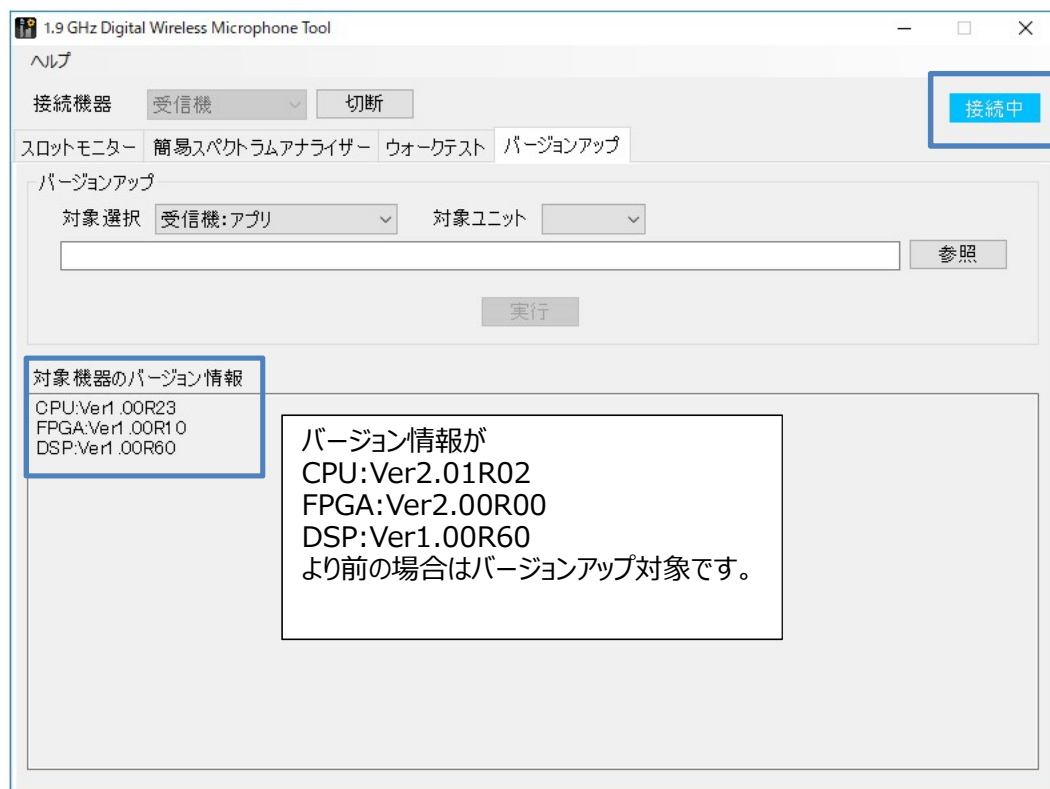 1.9 GHz Digital Wireless Microphone Tool
ヘルプ
接続機器 受信機 切断 接続中
スロットモニター 簡易スペクトラムアナライザー ウォークテスト バージョンアップ
バージョンアップ
対象選択 受信機:アプリ 対象ユニット
参照
実行
対象機器のバージョン情報
CPU:Ver1.00R23
FPGA:Ver1.00R10
DSP:Ver1.00R60
バージョン情報が
CPU:Ver2.01R02
FPGA:Ver2.00R00
DSP:Ver1.00R60
より前の場合はバージョンアップ対象です。